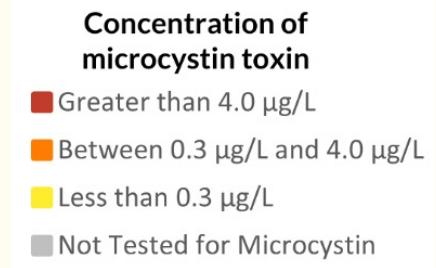 Concentration of
microcystin toxin
Greater than 4.0 µg/L
Between 0.3 µg/L and 4.0 µg/L
Less than 0.3 µg/L
Not Tested for Microcystin